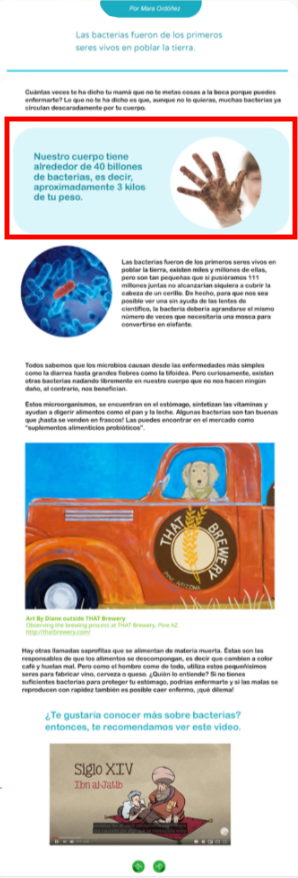 Por Mara Ordóñez
Las bacterias fueron de los primeros
seres vivos en poblar la tierra.
Cuántas veces te ha dicho tu mamá que no te metas cosas a la boca porque puedes
enfermarte? Lo que no te ha dicho es que, aunque no lo quieras, muchas bacterias ya
circulan descaradamente por tu cuerpo.
Nuestro cuerpo tiene
alrededor de 40 billones
de bacterias, es decir,
aproximadamente 3 kilos
de tu peso.
Las bacterias fueron de los primeros seres vivos en
poblar la tierra, existen miles y millones de ellas,
pero son tan pequeñas que si pusiéramos 111
millones juntas no alcanzarían siquiera a cubrir la
cabeza de un cerillo. De hecho, para que nos sea
posible ver una sin ayuda de las lentes de
científico, la bacteria debería agrandarse el mismo
número de veces que necesitaría una mosca para
convertirse en elefante.
Todos sabemos que los microbios causan desde las enfermedades más simples
como la diarrea hasta grandes fiebres como la tifoidea. Pero curiosamente, existen
otras bacterias nadando libremente en nuestro cuerpo que no nos hacen ningún
daño, al contrario, nos benefician.
Estos microorganismos, se encuentran en el estómago, sintetizan las vitaminas y
ayudan a digerir alimentos como el pan y la leche. Algunas bacterias son tan buenas
que ¡hasta se venden en frascos! Las puedes encontrar en el mercado como
"suplementos alimenticios probióticos".
THAT
BREWERY
PINE ARIZONA
Art By Diane outside THAT Brewery
Observing the brewing process at THAT Brewery, Pine AZ
http://thatbrewery.com/
Hay otras llamadas saprofitas que se alimentan de materia muerta. Éstas son las
responsables de que los alimentos se descompongan, es decir que cambien a color
café y huelan mal. Pero como el hombre come de todo, utiliza estos pequeñísimos
seres para fabricar vino, cerveza o queso. ¿Quién lo entiende? Si no tienes
suficientes bacterias para proteger tu estómago, podrías enfermarte y si las malas se
reproducen con rapidez también es posible caer enfermo, ¡qué dilema!
¿Te gustaría conocer más sobre bacterias?
entonces, te recomendamos ver este video.
Siglo XIV
Ibn al-Jatib